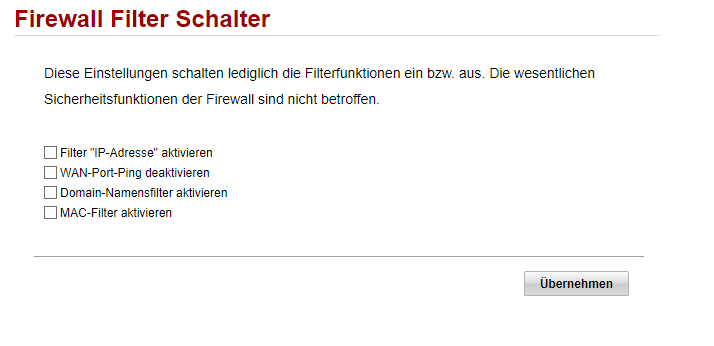 Firewall Filter Schalter
Diese Einstellungen schalten lediglich die Filterfunktionen ein bzw. aus. Die wesentlichen
Sicherheitsfunktionen der Firewall sind nicht betroffen.
Filter "IP-Adresse" aktivieren
WAN-Port-Ping deaktivieren
Domain-Namensfilter aktivieren
MAC-Filter aktivieren
Übernehmen